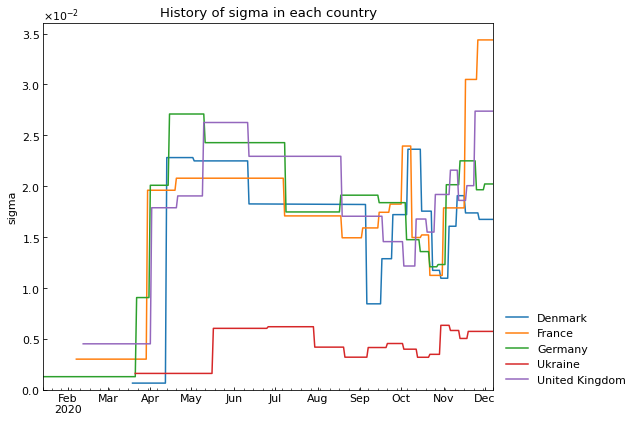 History of sigma in each country
×10⁻²
3.5
3.0
2.5
2.0
1.5
1.0
0.5
0.0
sigma
Feb Mar Apr May Jun Jul Aug Sep Oct Nov Dec
2020
Denmark
France
Germany
Ukraine
United Kingdom